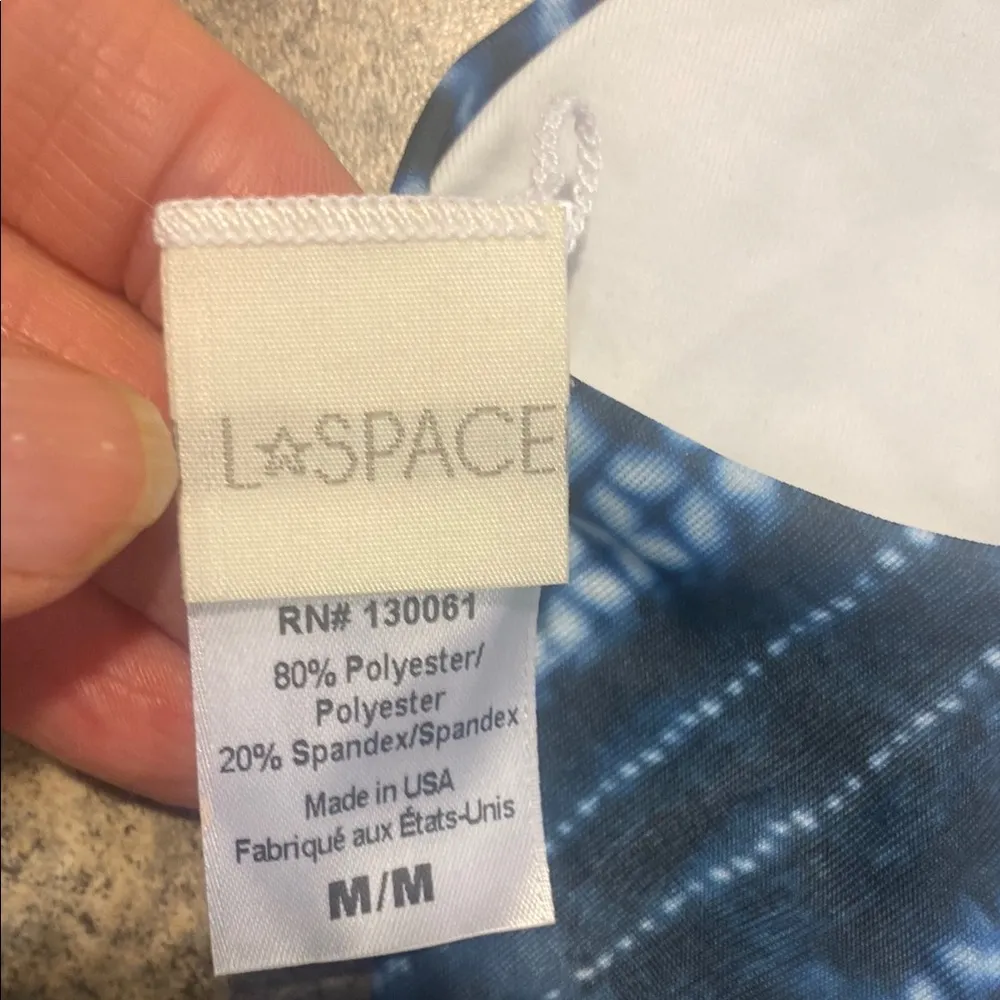 L☆SPACE
RN# 130061
80% Polyester/
Polyester
20% Spandex/Spandex
Made in USA
Fabriqué aux États-Unis
M/M